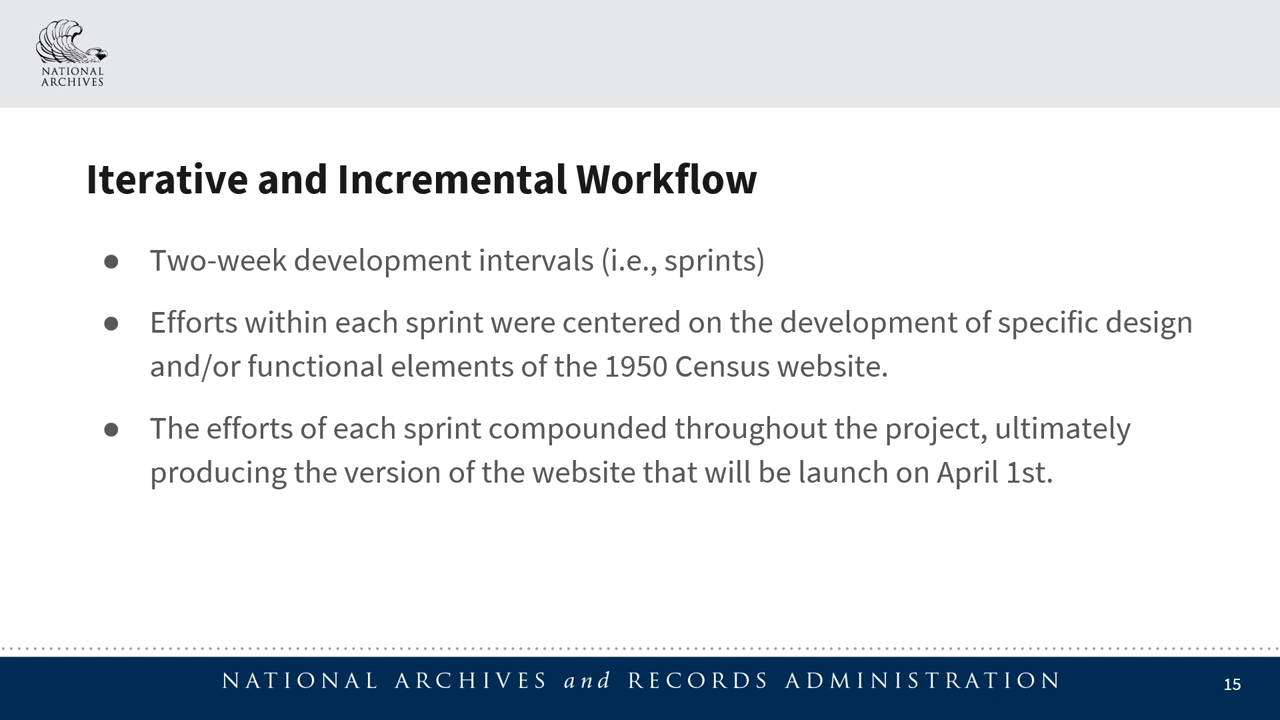 NATIONAL
ARCHIVES
Iterative and Incremental Workflow
● Two-week development intervals (i.e., sprints)
● Efforts within each sprint were centered on the development of specific design
and/or functional elements of the 1950 Census website.
● The efforts of each sprint compounded throughout the project, ultimately
producing the version of the website that will be launch on April 1st.
NATIONAL ARCHIVES and RECORDS ADMINISTRATION
15